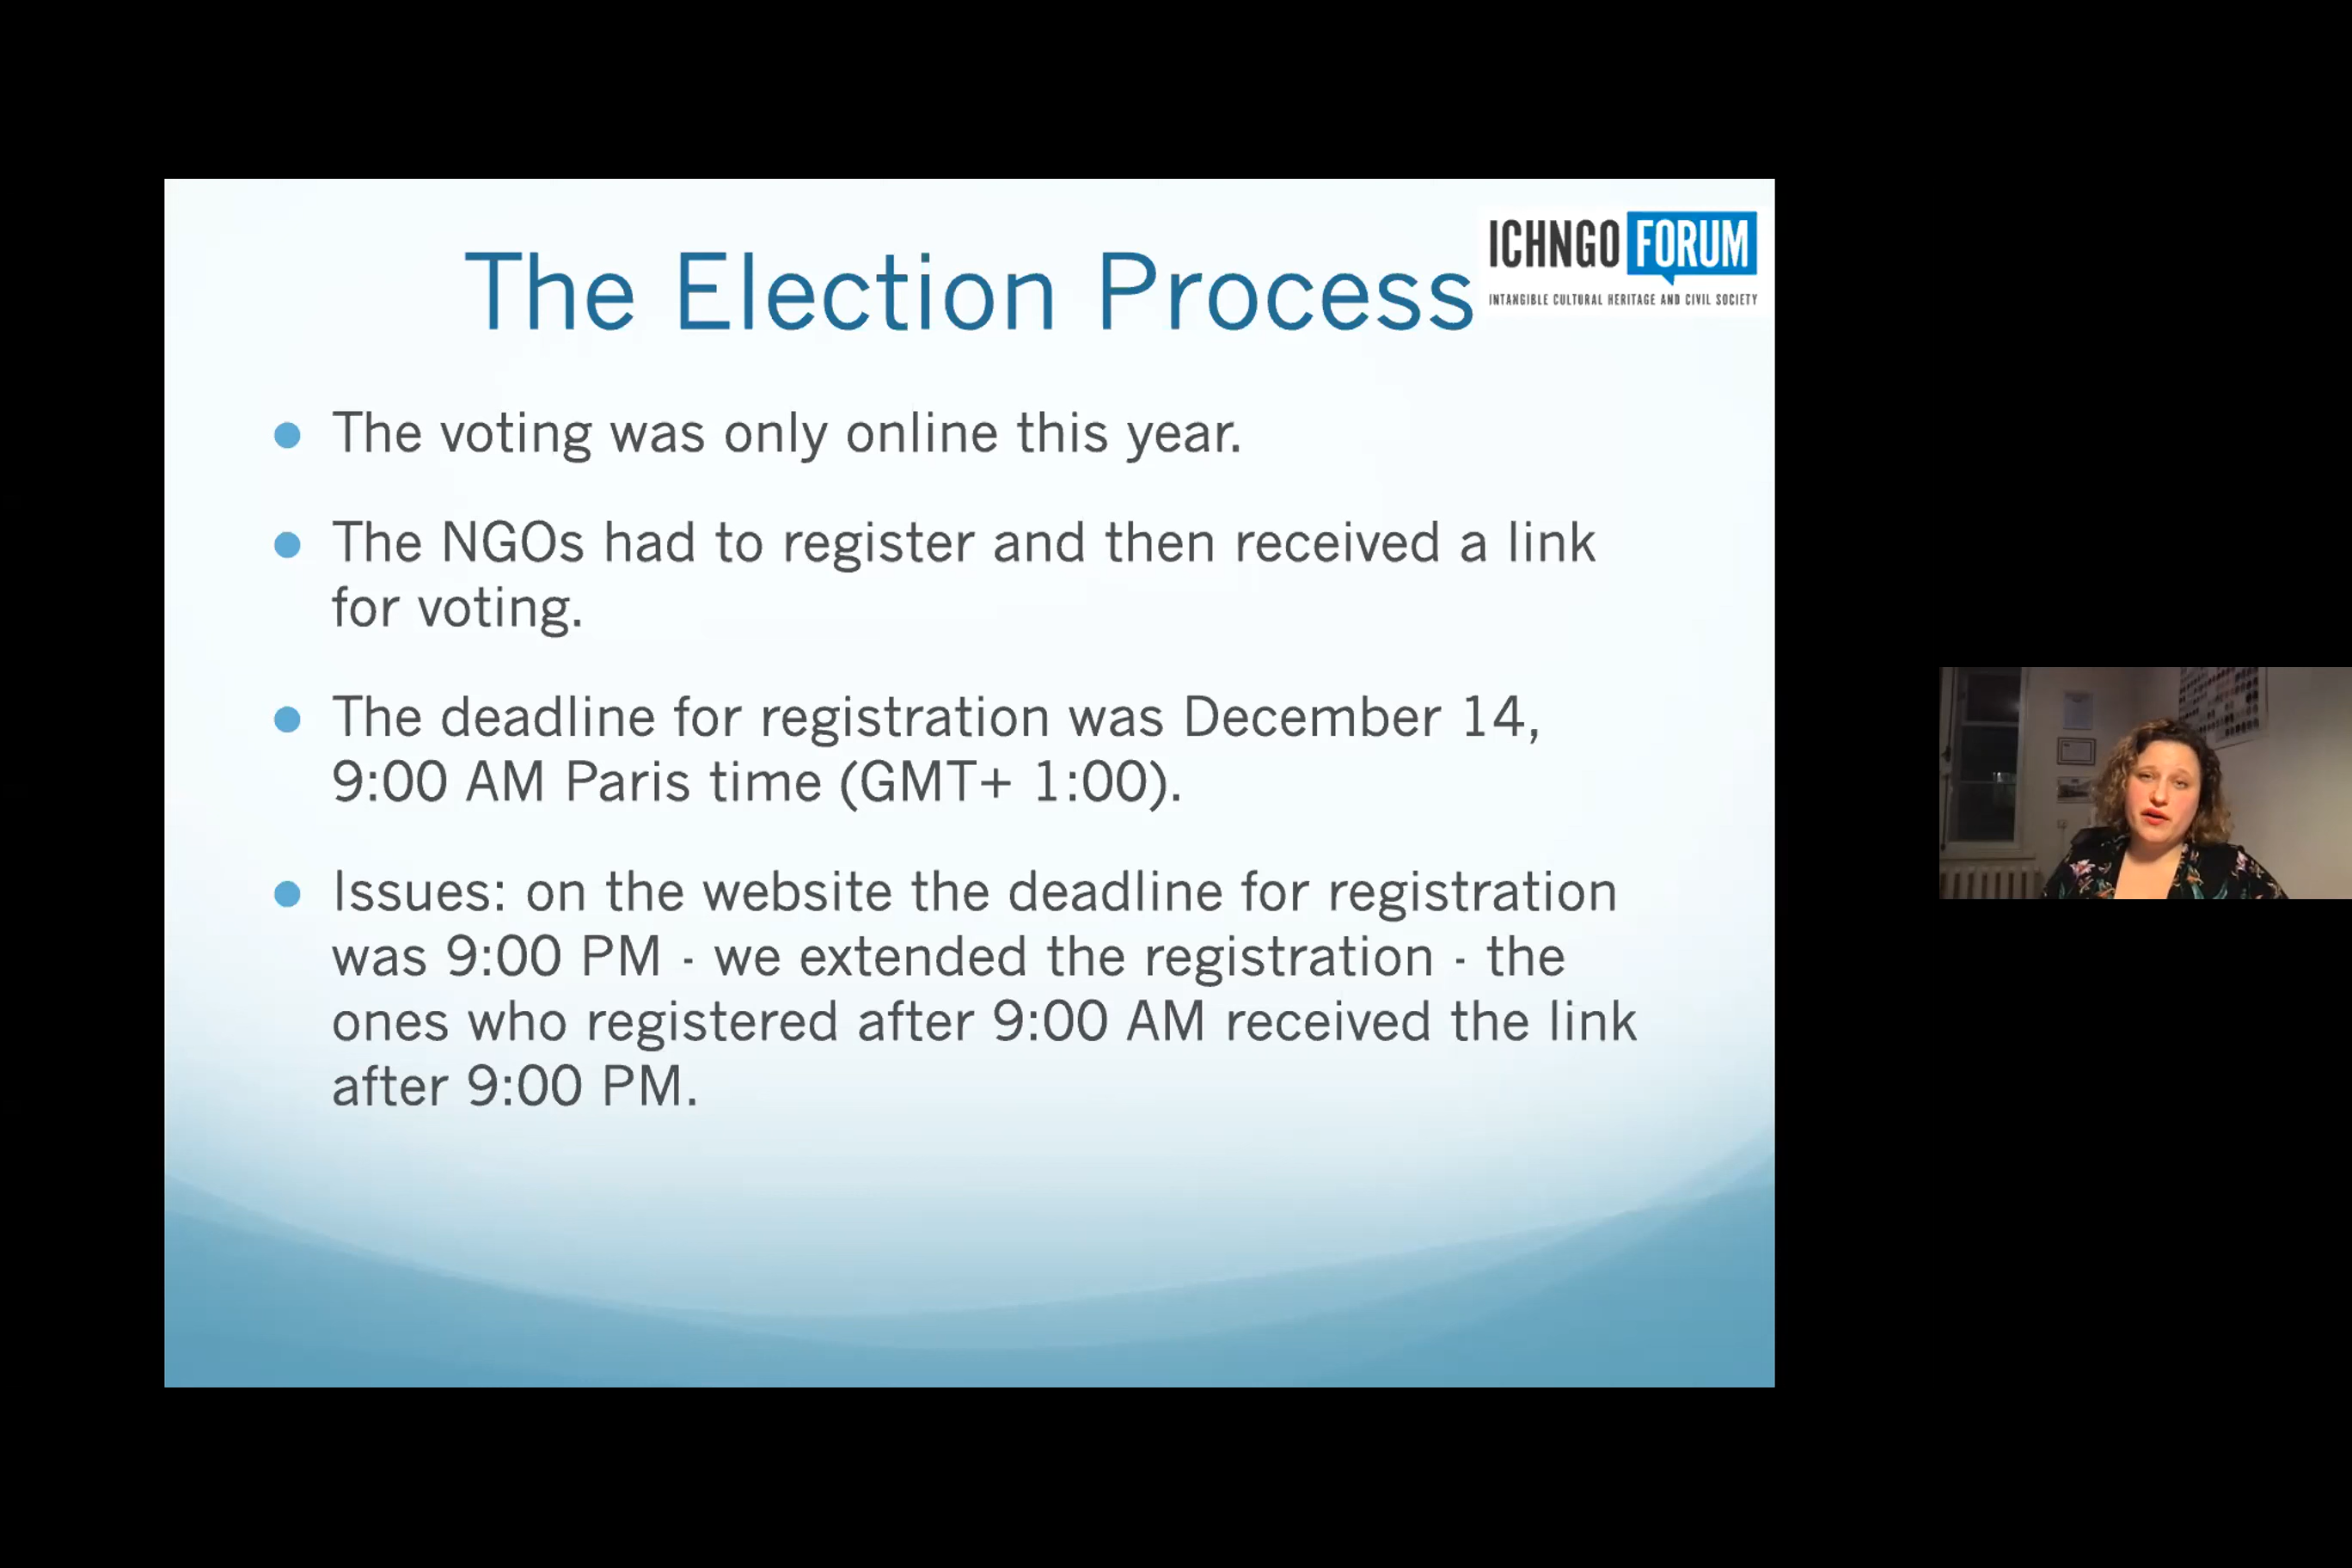 The Election Process
ICHNGO FORUM
INTANGIBLE CULTURAL HERITAGE AND CIVIL SOCIETY
● The voting was only online this year.
● The NGOs had to register and then received a link
for voting.
● The deadline for registration was December 14,
9:00 AM Paris time (GMT+ 1:00).
● Issues: on the website the deadline for registration
was 9:00 PM - we extended the registration - the
ones who registered after 9:00 AM received the link
after 9:00 PM.